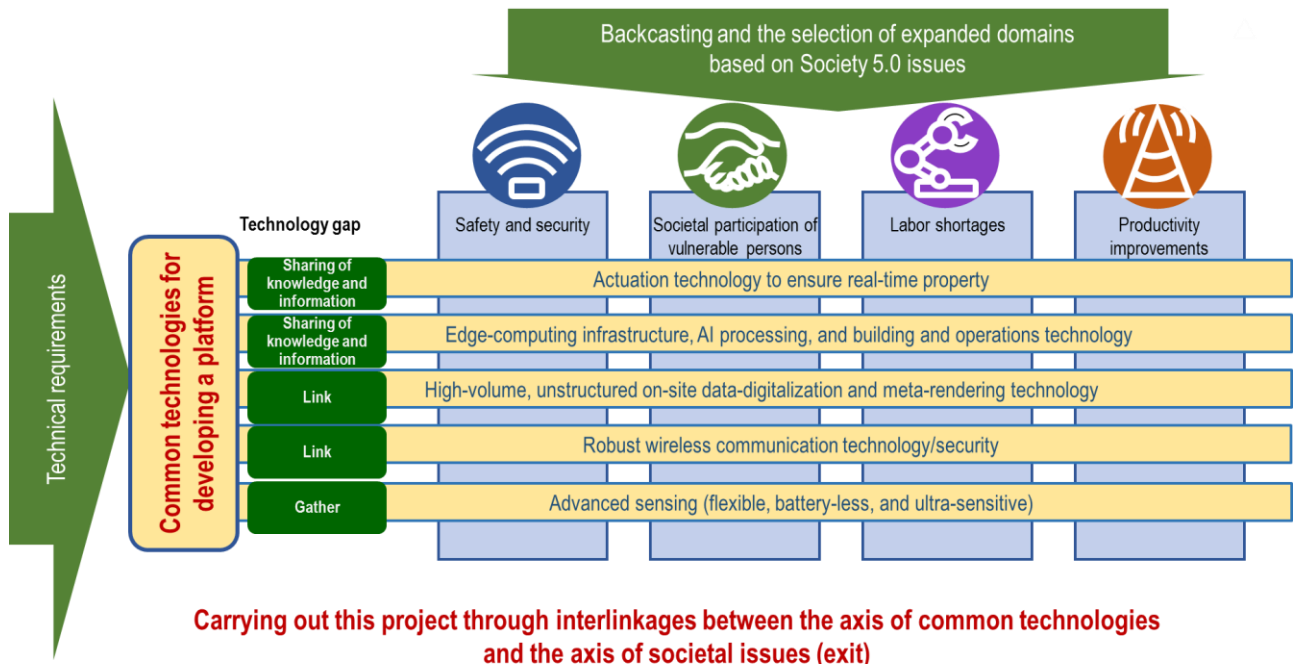 Backcasting and the selection of expanded domains
based on Society 5.0 issues
Technical requirements
Common technologies for
developing a platform
Technology gap
Safety and security
Societal participation of
vulnerable persons
Labor shortages
Productivity
improvements
Sharing of
knowledge and
information
Actuation technology to ensure real-time property
Sharing of
knowledge and
information
Edge-computing infrastructure, AI processing, and building and operations technology
Link
High-volume, unstructured on-site data-digitalization and meta-rendering technology
Link
Robust wireless communication technology/security
Gather
Advanced sensing (flexible, battery-less, and ultra-sensitive)
Carrying out this project through interlinkages between the axis of common technologies
and the axis of societal issues (exit)